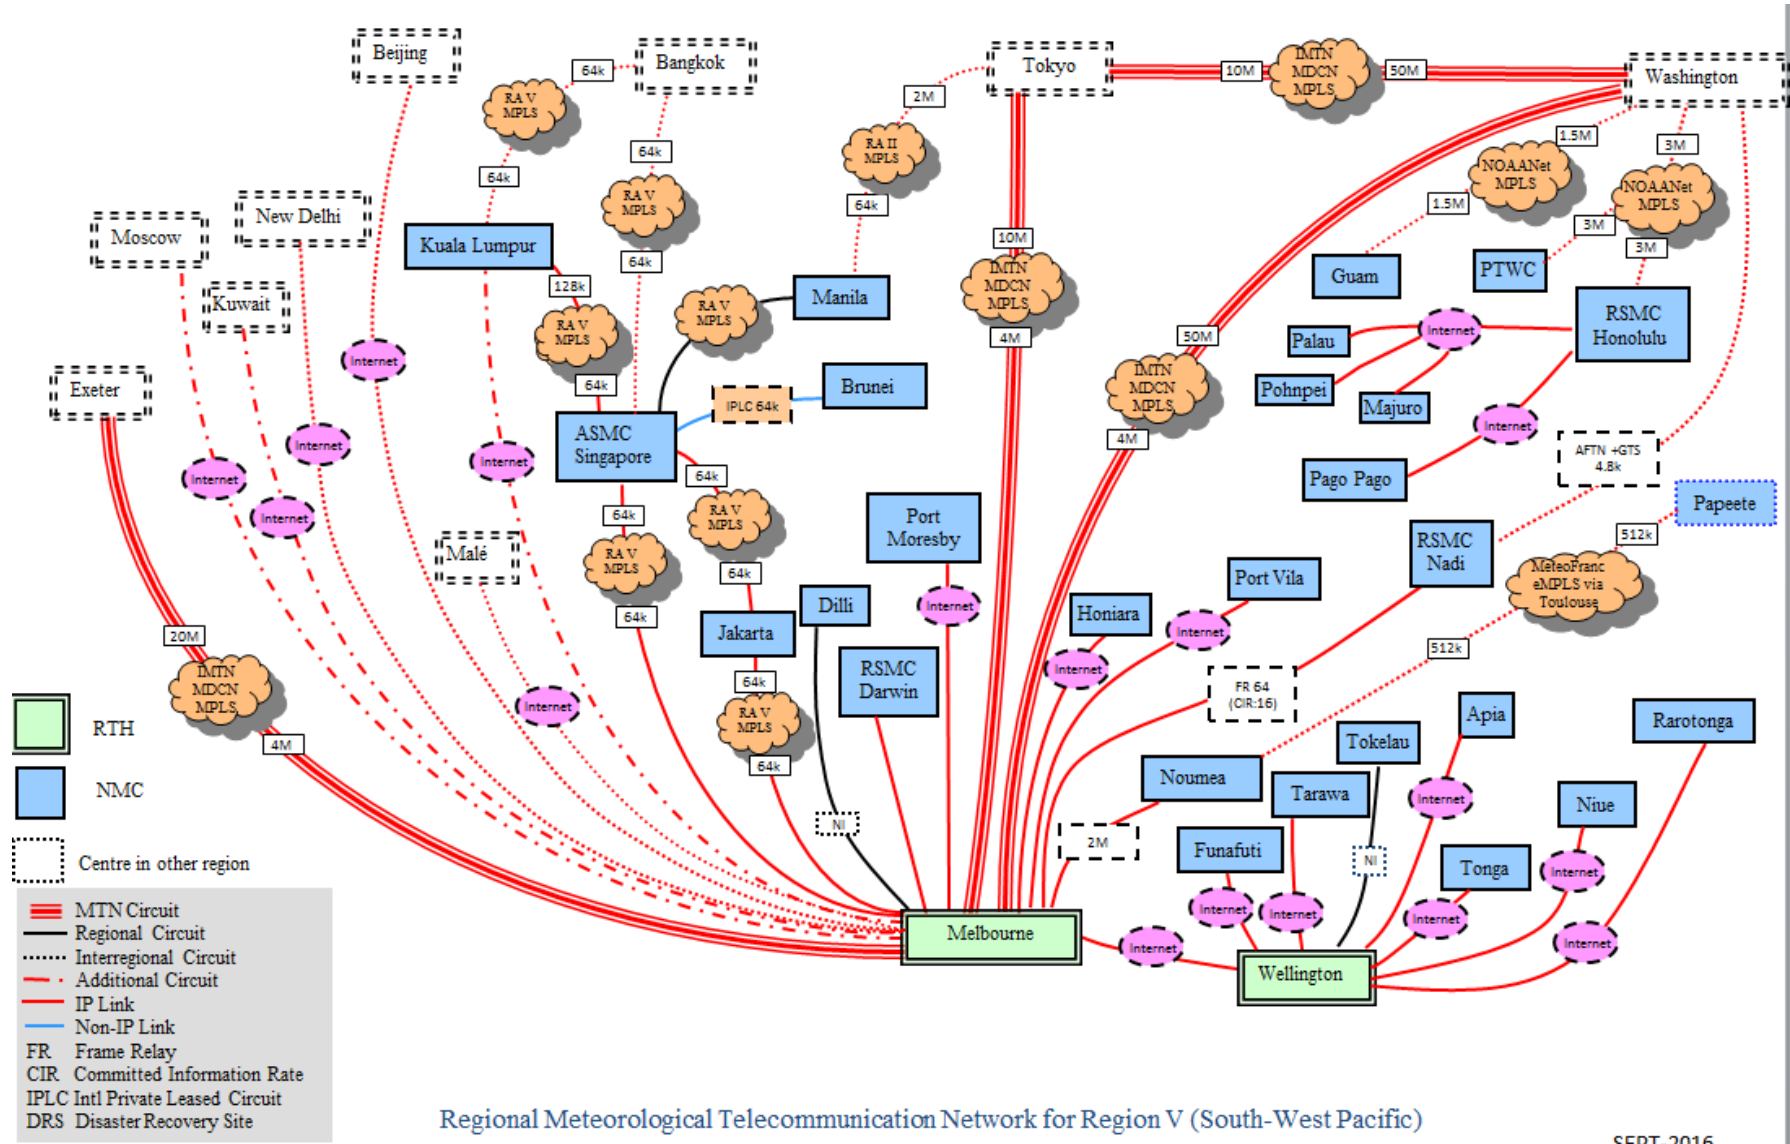 Beijing
64k
Bangkok
Tokyo
10M
IMTN
MDCN
MPLS
50M
Washington
RA V
MPLS
2M
1.5M
3M
64k
RA II
MPLS
64k
NOAANet
MPLS
NOAANet
MPLS
64k
RA V
MPLS
1.5M
3M
3M
New Delhi
Moscow
Kuala Lumpur
64k
10M
Guam
PTWC
Kuwait
128k
RA V
MPLS
Manila
IMTN
MDCN
MPLS
RSMC
Honolulu
RA V
MPLS
4M
50M
Palau
Internet
Internet
Exeter
64k
IPLC 64k
Brunei
IMTN
MDCN
MPLS
Pohnpei
Majuro
Internet
ASMC
Singapore
4M
Internet
Internet
Internet
64k
Pago Pago
AFTN +GTS
4.8k
Internet
64k
RA V
MPLS
Port
Moresby
Papeete
Malé
RA V
MPLS
RSMC
Nadi
512k
64k
Port Vila
MeteoFranc
eMPLS via
Toulouse
64k
Dilli
Internet
Honiara
Internet
20M
Jakarta
512k
IMTN
MDCN
MPLS
64k
RSMC
Darwin
Internet
FR 64
(CIR:16)
Internet
RA V
MPLS
Apia
Rarotonga
RTH
4M
64k
Tokelau
Noumea
Tarawa
Internet
Niue
NMC
NI
2M
Funafuti
NI
Tonga
Internet
Centre in other region
Internet
Internet
Internet
Melbourne
Internet
Internet
Wellington
MTN Circuit
Regional Circuit
Interregional Circuit
Additional Circuit
IP Link
Non-IP Link
FR Frame Relay
CIR Committed Information Rate
IPLC Intl Private Leased Circuit
DRS Disaster Recovery Site
Regional Meteorological Telecommunication Network for Region V (South-West Pacific)
SEPT-2016